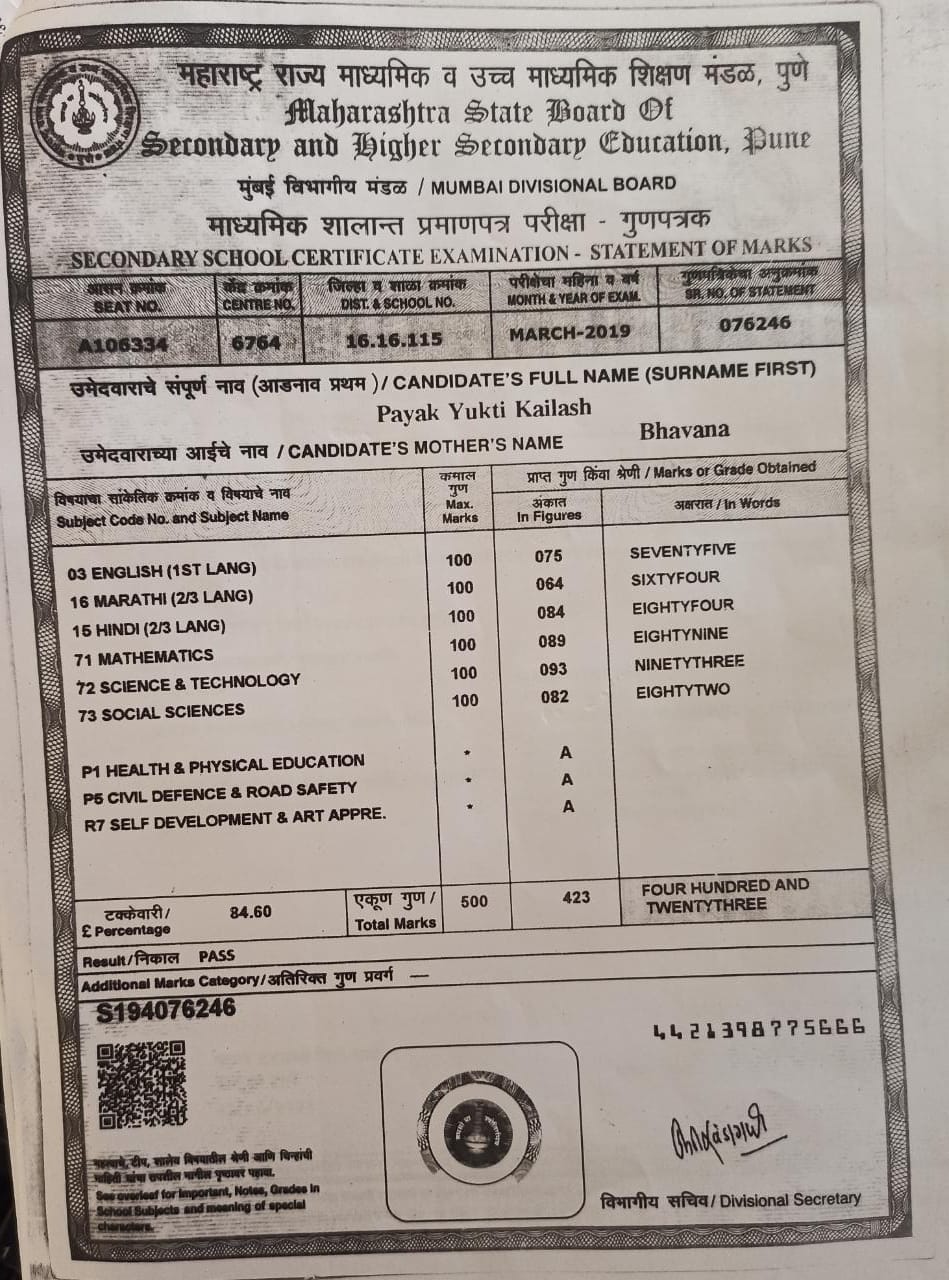 महाराष्ट्र राज्य माध्यमिक व उच्च माध्यमिक शिक्षण मंडळ, पुणे
Maharashtra State Board Of
Secondary and Higher Secondary Education, Pune
मुंबई विभागीय मंडळ / MUMBAI DIVISIONAL BOARD
माध्यमिक शालान्त प्रमाणपत्र परीक्षा - गुणपत्रक
SECONDARY SCHOOL CERTIFICATE EXAMINATION - STATEMENT OF MARKS
आसन क्रमांक केंद्र क्रमांक जिल्हा व शाळा क्रमांक परीक्षेचा महिना व वर्ष गुणपत्रिकेचा अनुक्रमांक
SEAT NO. CENTRE NO. DIST. & SCHOOL NO. MONTH & YEAR OF EXAM. SR. NO. OF STATEMENT
A106334 6764 16.16.115 MARCH-2019 076246
उमेदवाराचे संपूर्ण नाव (आडनाव प्रथम )/ CANDIDATE'S FULL NAME (SURNAME FIRST)
Payak Yukti Kailash
उमेदवाराच्या आईचे नाव / CANDIDATE'S MOTHER'S NAME Bhavana
विषयाचा सांकेतिक क्रमांक व विषयाचे नाव
Subject Code No. and Subject Name
कमाल
गुण
Max.
Marks
प्राप्त गुण किंवा श्रेणी / Marks or Grade Obtained
अंकात
In Figures
अक्षरात / In Words
03 ENGLISH (1ST LANG) 100 075 SEVENTYFIVE
16 MARATHI (2/3 LANG) 100 064 SIXTYFOUR
15 HINDI (2/3 LANG) 100 084 EIGHTYFOUR
71 MATHEMATICS 100 089 EIGHTYNINE
72 SCIENCE & TECHNOLOGY 100 093 NINETYTHREE
73 SOCIAL SCIENCES 100 082 EIGHTYTWO
P1 HEALTH & PHYSICAL EDUCATION * A
P5 CIVIL DEFENCE & ROAD SAFETY * A
R7 SELF DEVELOPMENT & ART APPRE. * A
टक्केवारी/
£ Percentage
84.60
एकूण गुण /
Total Marks
500 423
FOUR HUNDRED AND
TWENTYTHREE
Result/निकाल PASS
Additional Marks Category/अतिरिक्त गुण प्रवर्ग —
S194076246
4421398775666
महत्वाचे, टीप, शालेय विषयातील श्रेणी आणि चिन्हांची
माहिती यांचा तपशील मागील पृष्ठावर पहावा.
See overleaf for Important, Notes, Grades in
School Subjects and meaning of special
characters.
विभागीय सचिव/ Divisional Secretary